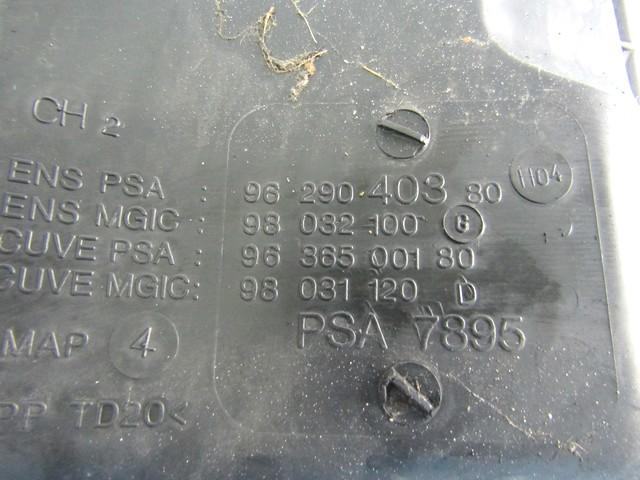 CH 2
ENS PSA : 96 290 403 80 H04
ENS MGIC: 98 032 100 G
CUVE PSA : 96 365 001 80
CUVE MGIC: 98 031 120 D
PSA 7895
MAP 4
PP TD20<